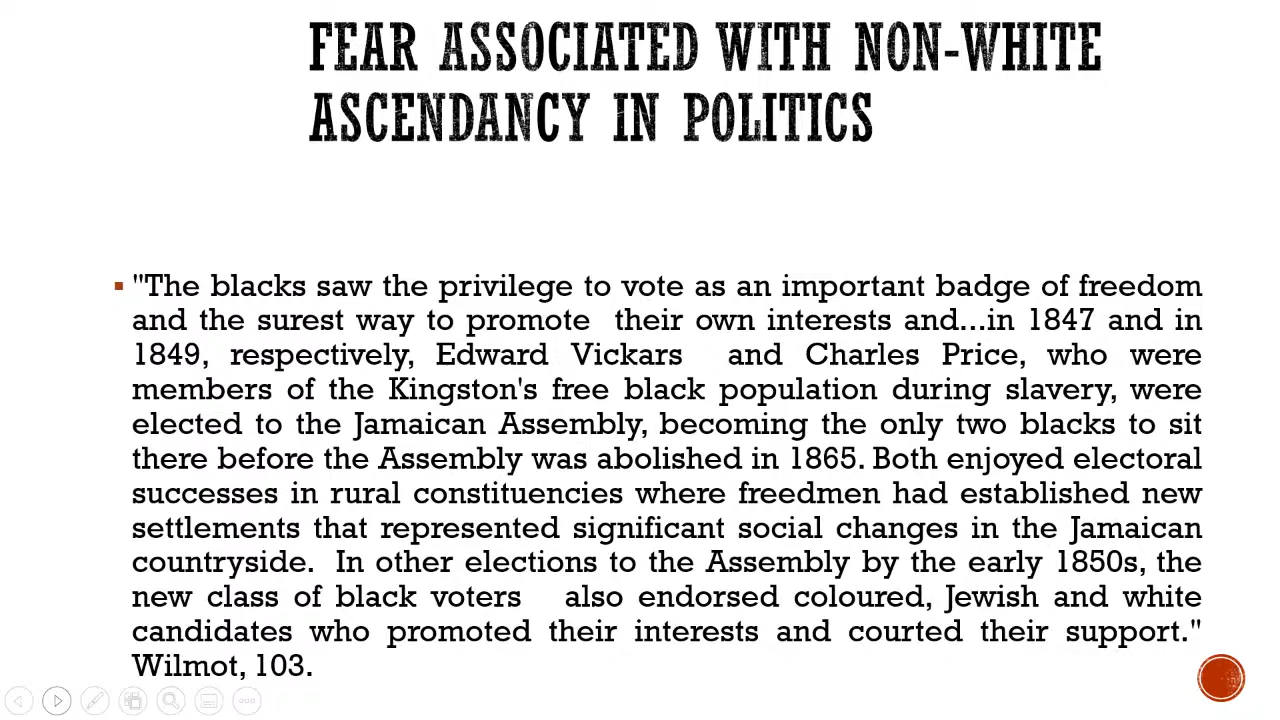 FEAR ASSOCIATED WITH NON-WHITE
ASCENDANCY IN POLITICS
▪ "The blacks saw the privilege to vote as an important badge of freedom
and the surest way to promote  their own interests and...in 1847 and in
1849, respectively, Edward Vickars  and Charles Price, who were
members of the Kingston's free black population during slavery, were
elected to the Jamaican Assembly, becoming the only two blacks to sit
there before the Assembly was abolished in 1865. Both enjoyed electoral
successes in rural constituencies where freedmen had established new
settlements that represented significant social changes in the Jamaican
countryside.  In other elections to the Assembly by the early 1850s, the
new class of black voters  also endorsed coloured, Jewish and white
candidates who promoted their interests and courted their support."
Wilmot, 103.